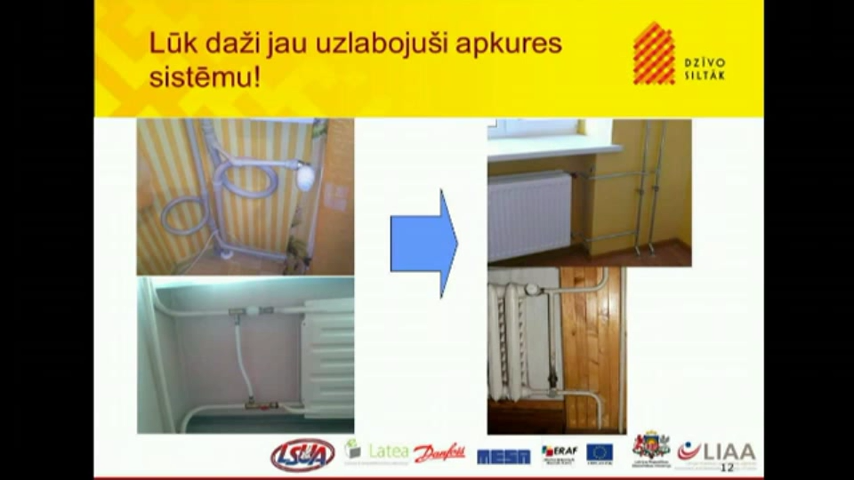 Lūk daži jau uzlabojuši apkures
sistēmu!
DZĪVO
SILTĀK
LSUA
Latea
Danfoss
MESA
ERAF
LIAA
12